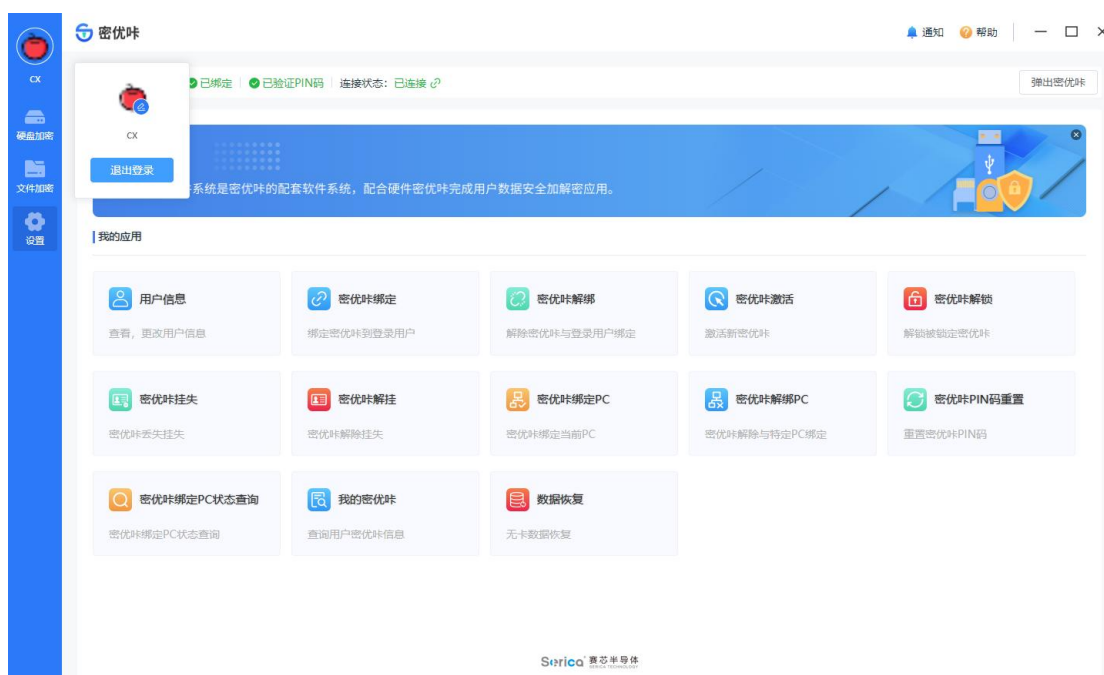 密优咔
通知 帮助
CX
已绑定 已验证PIN码 连接状态：已连接
弹出密优咔
CX
退出登录
硬盘加密
文件加密
设置
系统是密优咔的配套软件系统，配合硬件密优咔完成用户数据安全加解密应用。
我的应用
用户信息
查看，更改用户信息
密优咔绑定
绑定密优咔到登录用户
密优咔解绑
解除密优咔与登录用户绑定
密优咔激活
激活新密优咔
密优咔解锁
解锁被锁定密优咔
密优咔挂失
密优咔丢失挂失
密优咔解挂
密优咔解除挂失
密优咔绑定PC
密优咔绑定当前PC
密优咔解绑PC
密优咔解除与特定PC绑定
密优咔PIN码重置
重置密优咔PIN码
密优咔绑定PC状态查询
密优咔绑定PC状态查询
我的密优咔
查询用户密优咔信息
数据恢复
无卡数据恢复
Serica 赛芯半导体
SERICA TECHNOLOGY